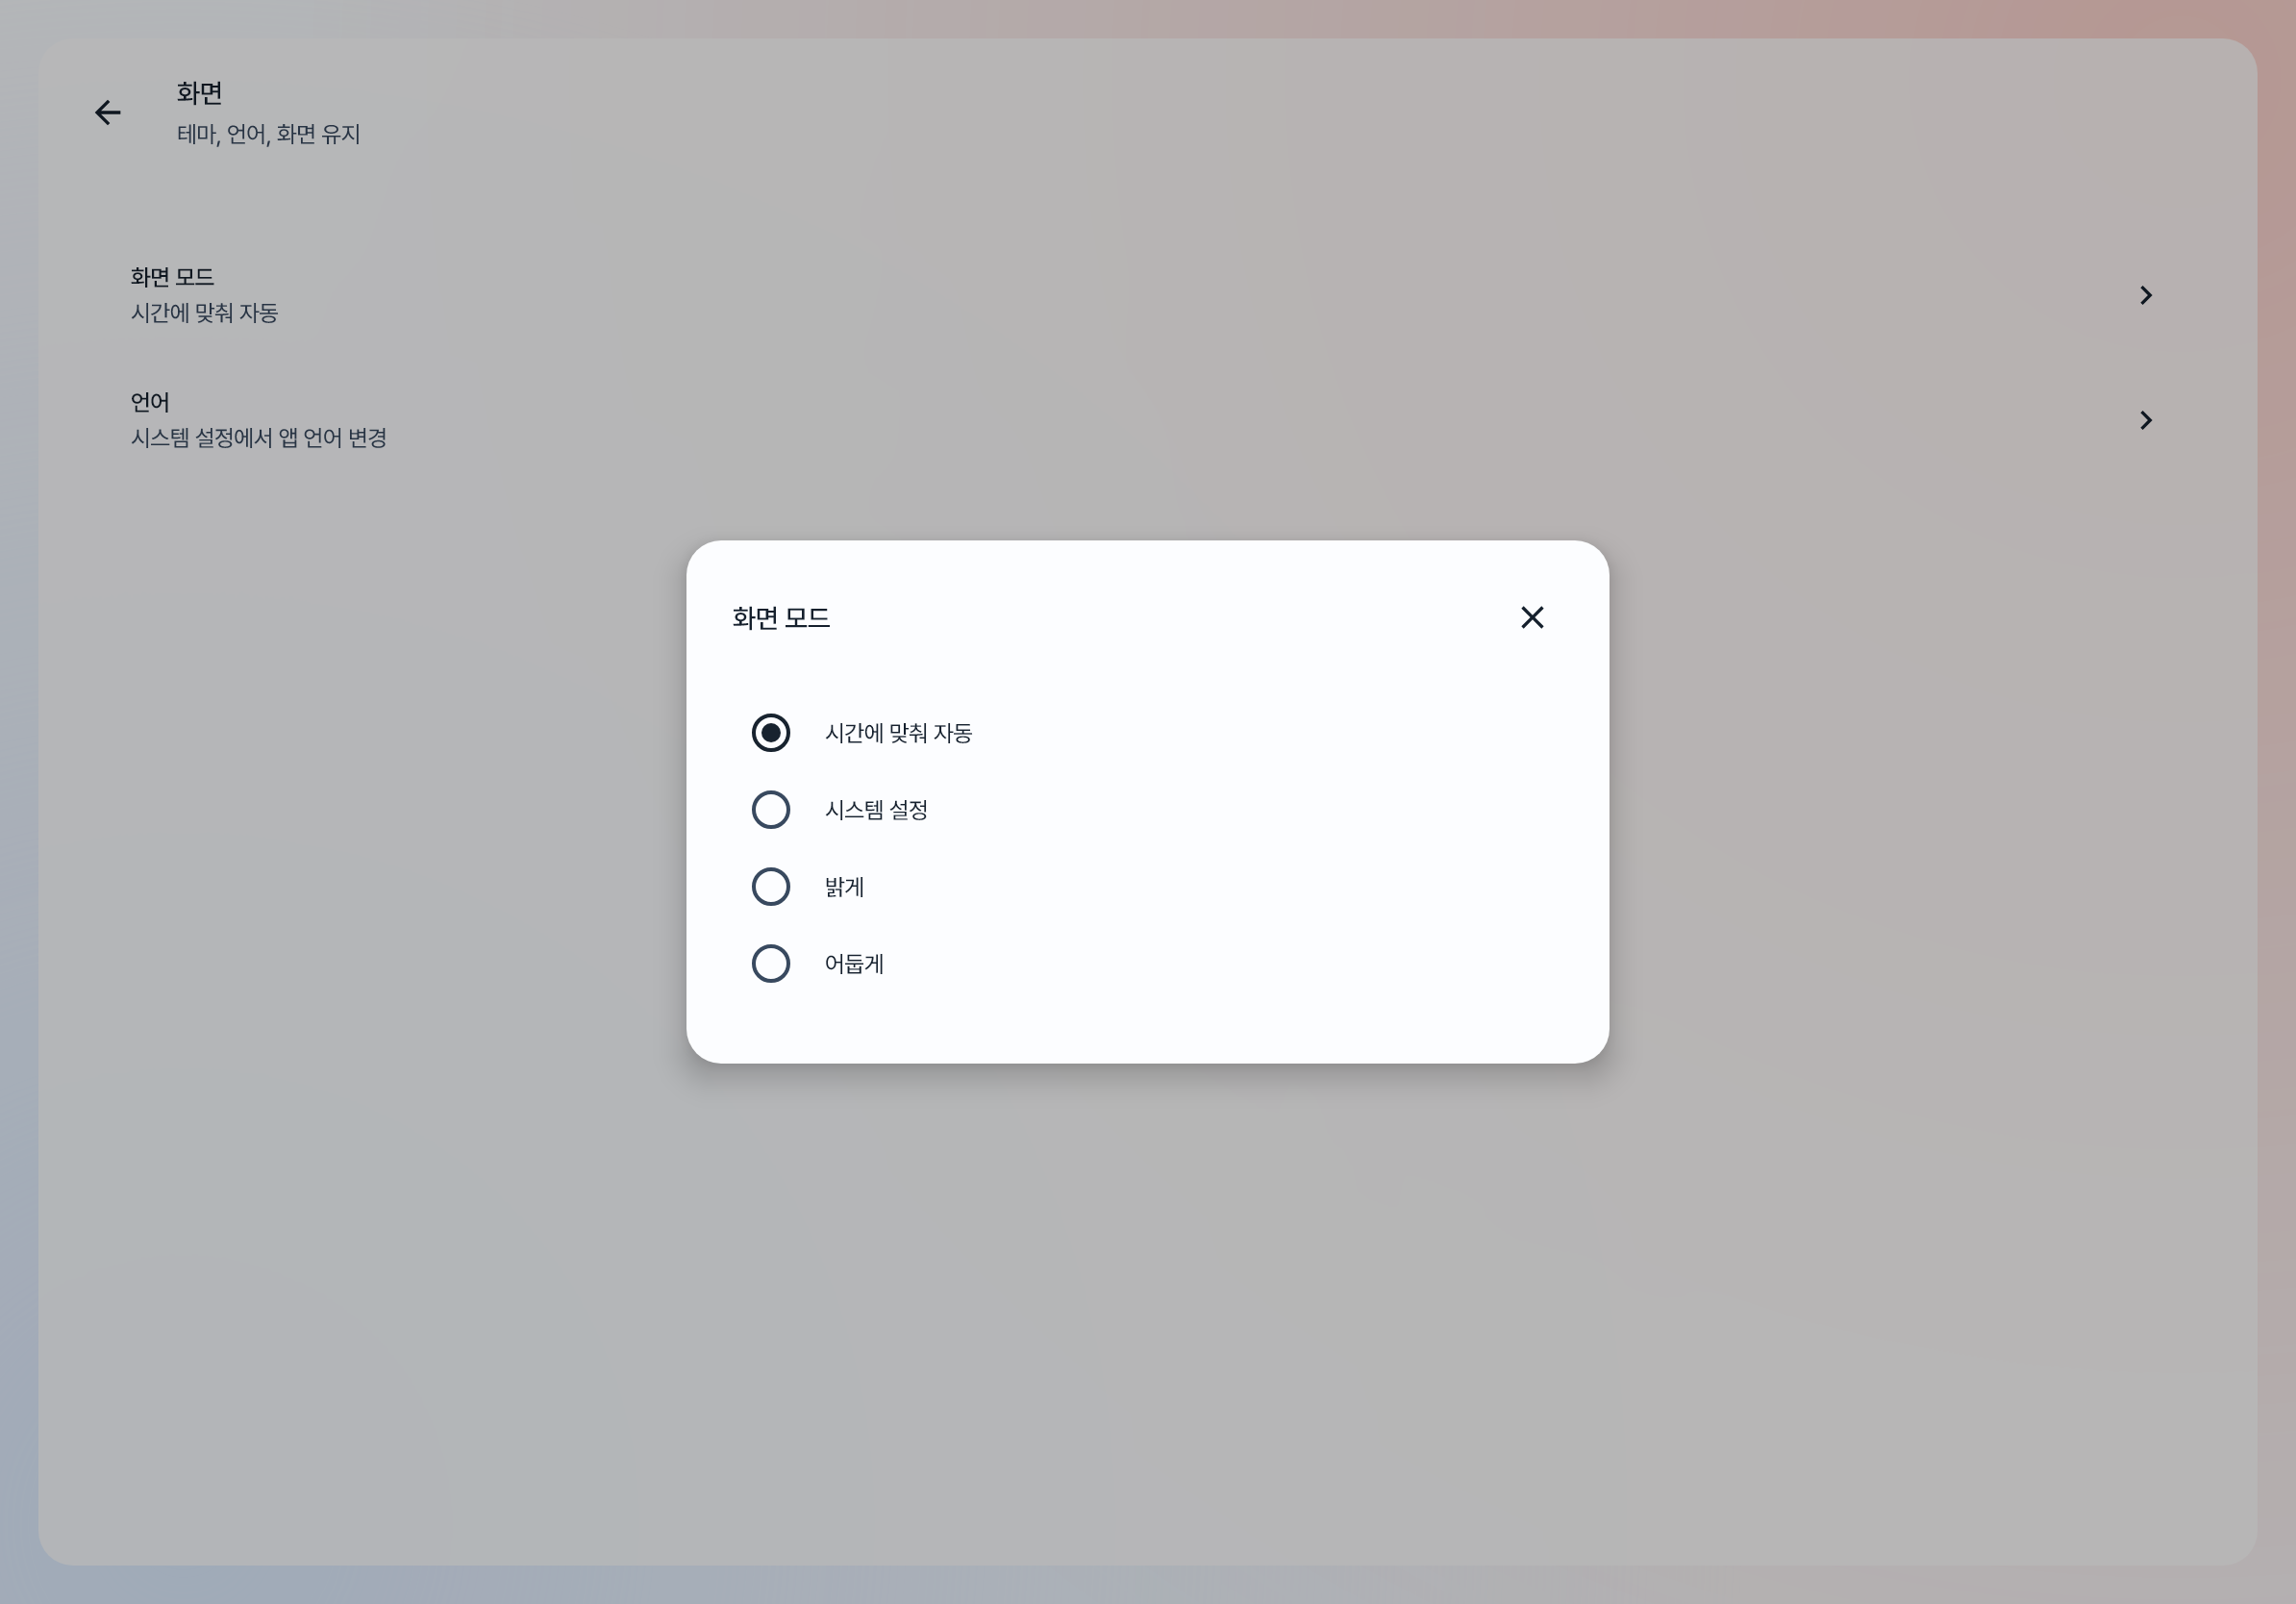 화면
테마, 언어, 화면 유지
화면 모드
시간에 맞춰 자동
언어
시스템 설정에서 앱 언어 변경
화면 모드
시간에 맞춰 자동
시스템 설정
밝게
어둡게